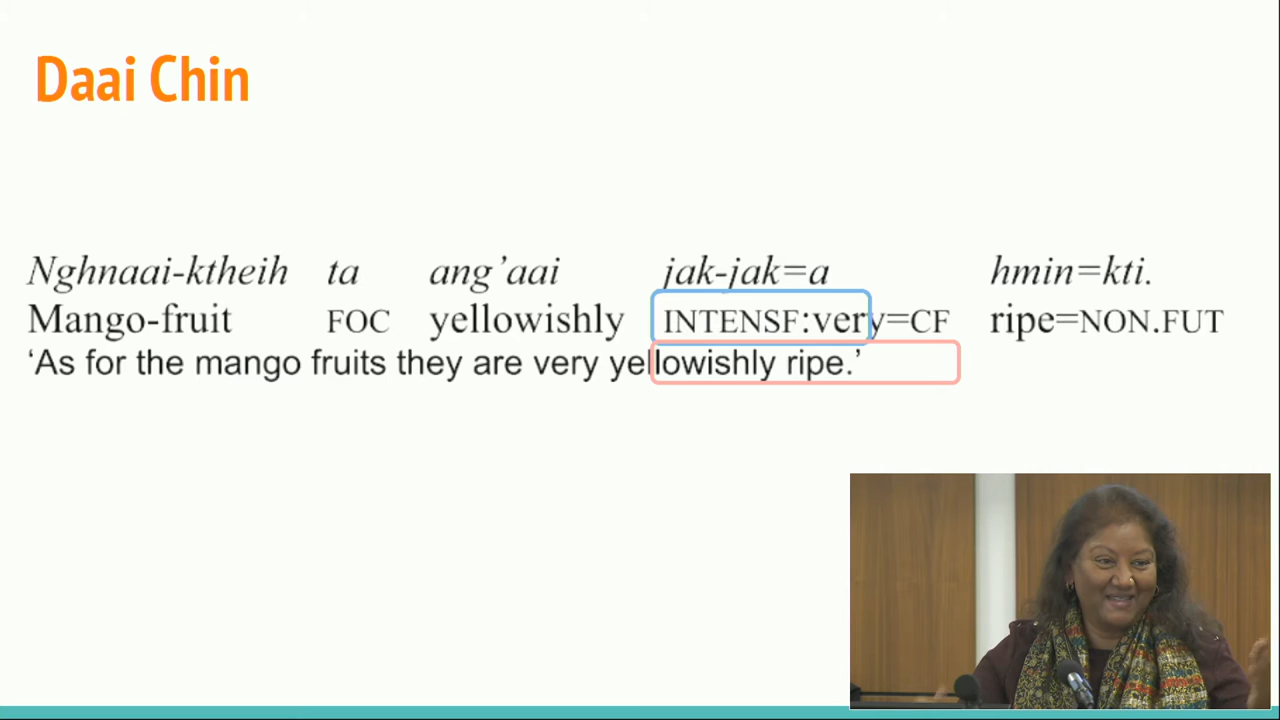 Daai Chin
Nghnaai-ktheih ta ang’aai jak-jak=a hmin=kti.
Mango-fruit FOC yellowishly INTENSF:very=CF ripe=NON.FUT
‘As for the mango fruits they are very yellowishly ripe.’